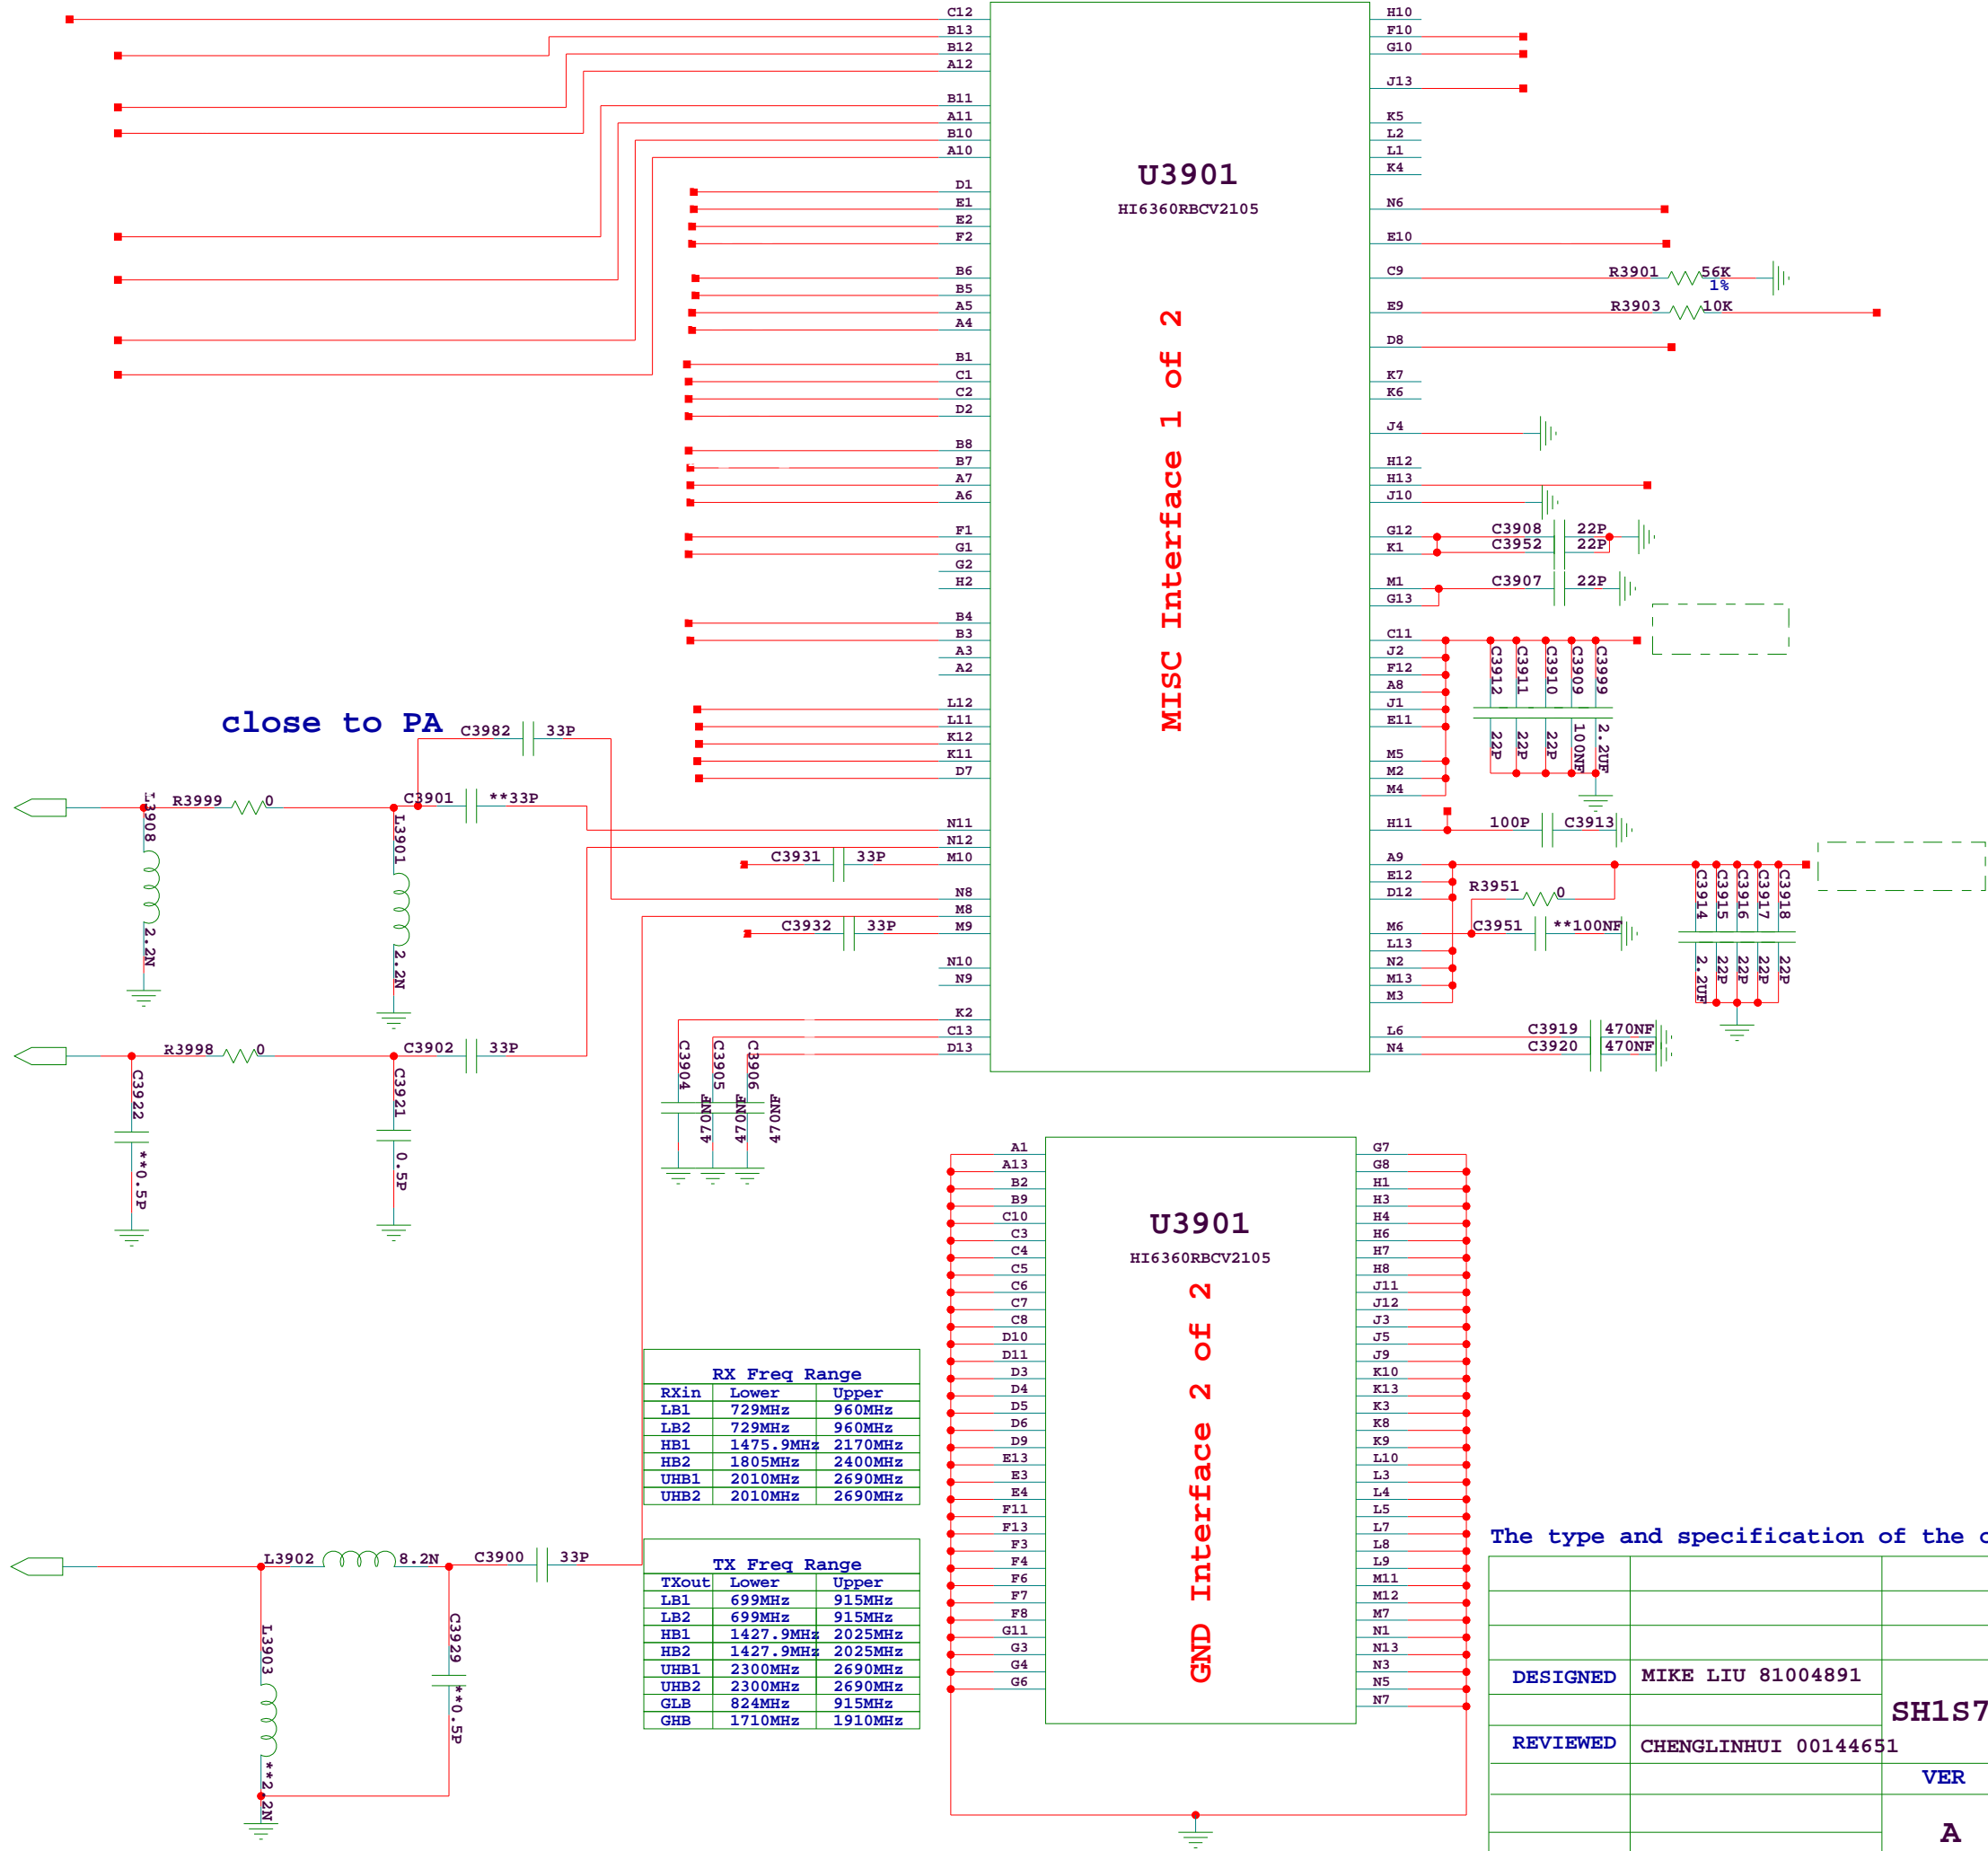 C12
B13
B12
A12
B11
A11
B10
A10
D1
E1
E2
F2
B6
B5
A5
A4
B1
C1
C2
D2
B8
B7
A7
A6
F1
G1
G2
H2
B4
B3
A3
A2
L12
L11
K12
K11
D7
N11
N12
M10
N8
M8
M9
N10
N9
K2
C13
D13
U3901
HI6360RBCV2105
MISC Interface 1 of 2
H10
F10
G10
J13
K5
L2
L1
K4
N6
E10
C9
E9
D8
K7
K6
J4
H12
H13
J10
G12
K1
M1
G13
C11
J2
F12
A8
J1
E11
M5
M2
M4
H11
A9
E12
D12
M6
L13
N2
M13
M3
L6
N4
R3901 56K
1%
R3903 10K
C3908 22P
C3952 22P
C3907 22P
C3912 22P
C3911 22P
C3910 22P
C3909 100NF
C3999 2.2UF
100P C3913
R3951 0
C3951 **100NF
C3914 2.2UF
C3915 22P
C3916 22P
C3917 22P
C3918 22P
C3919 470NF
C3920 470NF
close to PA
C3982 33P
L3908 2.2N
R3999 0
C3901 **33P
L3901 2.2N
C3931 33P
C3932 33P
R3998 0
C3902 33P
C3922 **0.5P
C3921 0.5P
C3904 470NF
C3905 470NF
C3906 470NF
L3902 8.2N
C3900 33P
L3903 **2.2N
C3929 **0.5P
RX Freq Range
RXin Lower Upper
LB1 729MHz 960MHz
LB2 729MHz 960MHz
HB1 1475.9MHz 2170MHz
HB2 1805MHz 2400MHz
UHB1 2010MHz 2690MHz
UHB2 2010MHz 2690MHz
TX Freq Range
TXout Lower Upper
LB1 699MHz 915MHz
LB2 699MHz 915MHz
HB1 1427.9MHz 2025MHz
HB2 1427.9MHz 2025MHz
UHB1 2300MHz 2690MHz
UHB2 2300MHz 2690MHz
GLB 824MHz 915MHz
GHB 1710MHz 1910MHz
A1
A13
B2
B9
C10
C3
C4
C5
C6
C7
C8
D10
D11
D3
D4
D5
D6
D9
E13
E3
E4
F11
F13
F3
F4
F6
F7
F8
G11
G3
G4
G6
U3901
HI6360RBCV2105
GND Interface 2 of 2
G7
G8
H1
H3
H4
H6
H7
H8
J11
J12
J3
J5
J9
K10
K13
K3
K8
K9
L10
L3
L4
L5
L7
L8
L9
M11
M12
M7
N1
N13
N3
N5
N7
The type and specification of the
DESIGNED MIKE LIU 81004891
SH1S7
REVIEWED CHENGLINHUI 00144651
VER
A